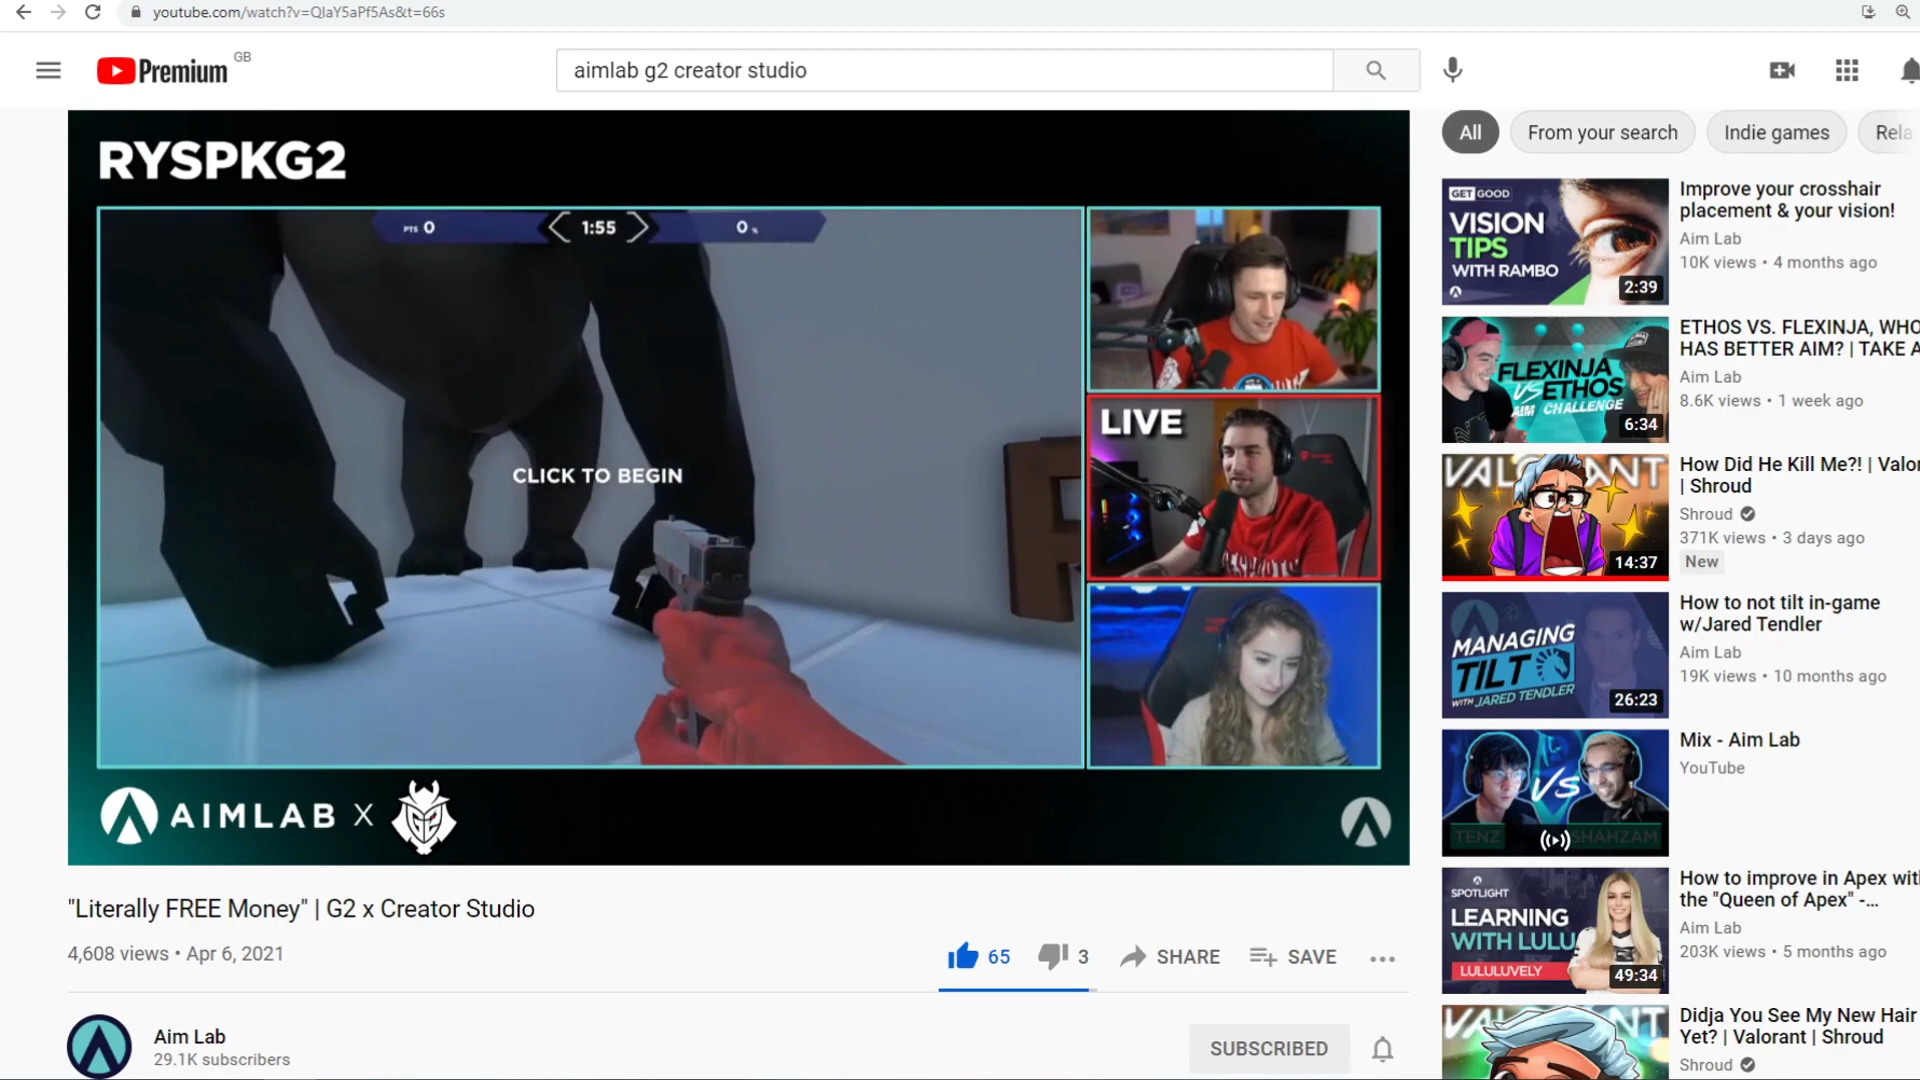 youtube.com/watch?v=QIaY5aPf5As&t=66s
Premium GB
aimlab g2 creator studio
RYSPKG2
PTS 0
1:55
0 %
CLICK TO BEGIN
LIVE
AIMLAB X
"Literally FREE Money" | G2 x Creator Studio
4,608 views • Apr 6, 2021
65
3
SHARE
SAVE
Aim Lab
29.1K subscribers
SUBSCRIBED
All
From your search
Indie games
Rela
GET GOOD
VISION
TIPS
WITH RAMBO
2:39
Improve your crosshair
placement & your vision!
Aim Lab
10K views • 4 months ago
FLEXINJA
VS ETHOS
AIM CHALLENGE
6:34
ETHOS VS. FLEXINJA, WHO
HAS BETTER AIM? | TAKE A
Aim Lab
8.6K views • 1 week ago
VALORANT
14:37
How Did He Kill Me?! | Valor
| Shroud
Shroud
371K views • 3 days ago
New
MANAGING
TILT
WITH JARED TENDLER
26:23
How to not tilt in-game
w/Jared Tendler
Aim Lab
19K views • 10 months ago
VS
TENZ
SHAHZAM
Mix - Aim Lab
YouTube
SPOTLIGHT
LEARNING
WITH LULU
LULULUVELY
49:34
How to improve in Apex with
the "Queen of Apex" -...
Aim Lab
203K views • 5 months ago
Didja You See My New Hair
Yet? | Valorant | Shroud
Shroud